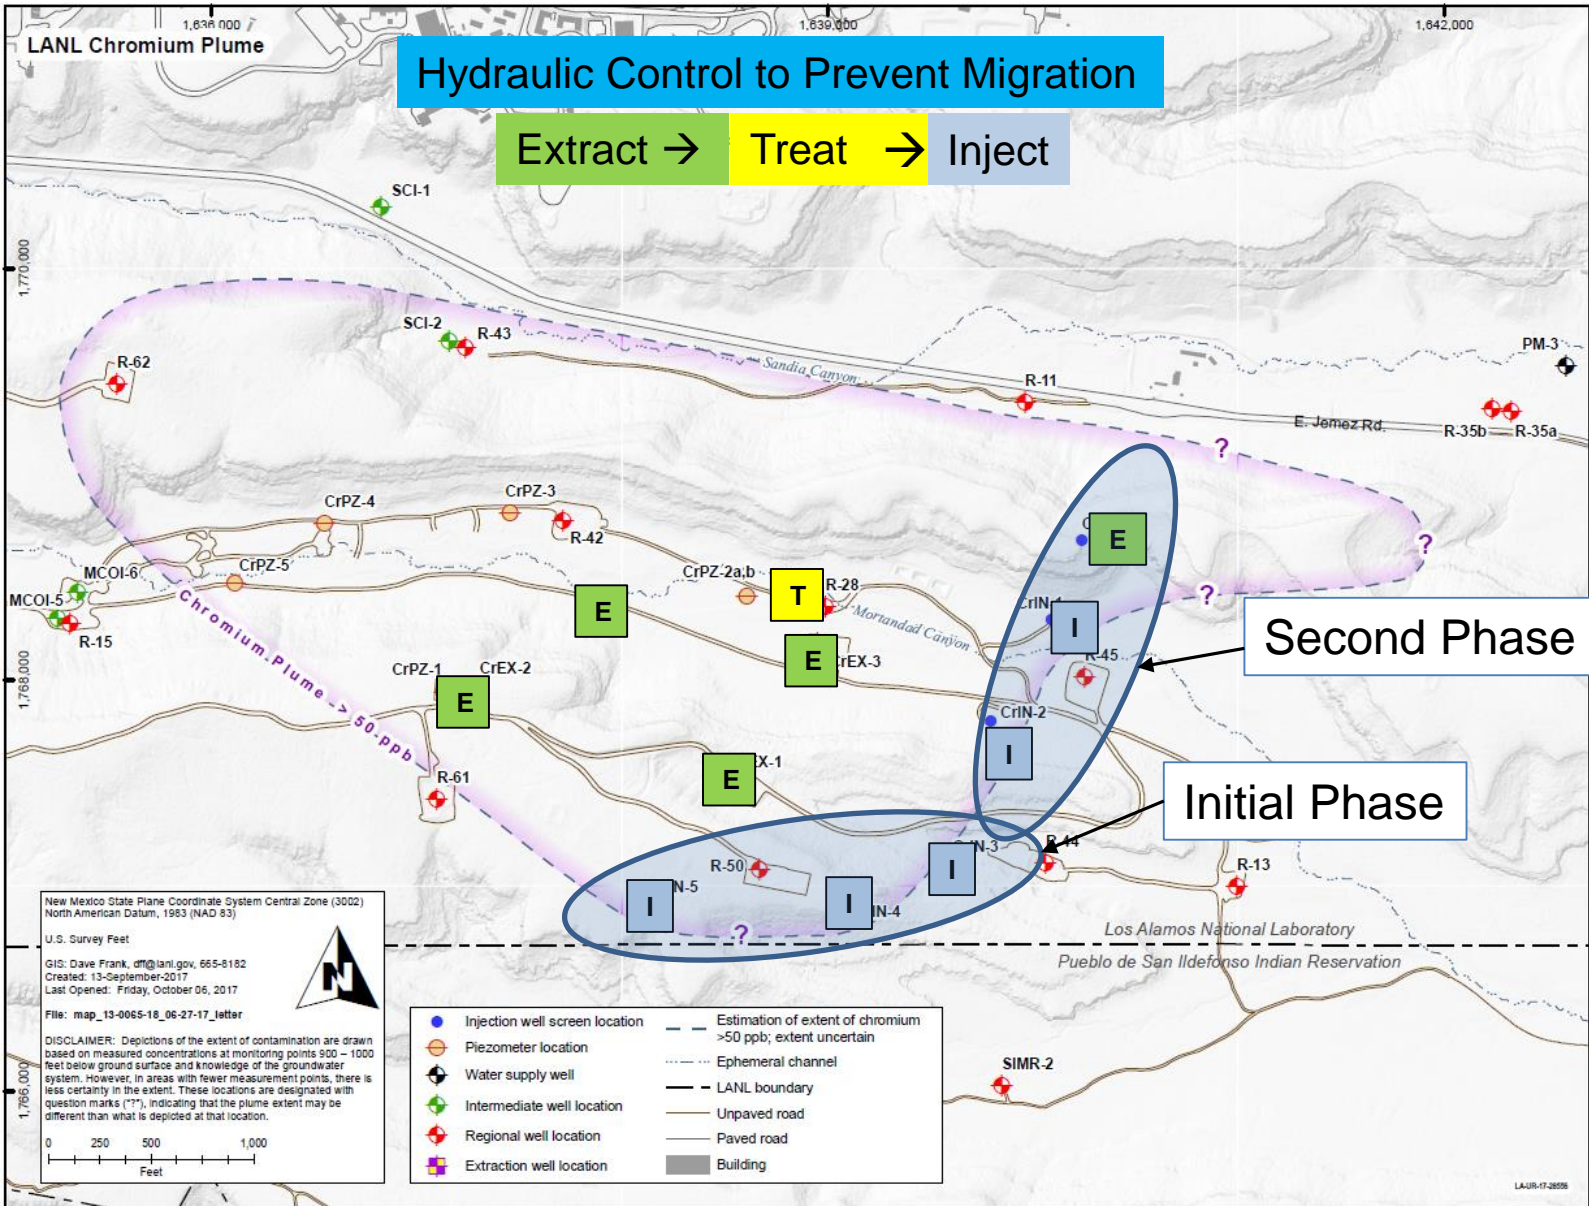 1,636,000
1,639,000
1,642,000
LANL Chromium Plume
Hydraulic Control to Prevent Migration
Extract → Treat → Inject
SCI-1
1,770,000
SCI-2
R-43
R-62
Sandia Canyon
PM-3
R-11
E. Jemez Rd.
R-35b
R-35a
?
CrPZ-4
CrPZ-3
R-42
E
?
MCOI-6
CrPZ-5
CrPZ-2a,b
T
R-28
?
MCOI-5
R-15
E
Mortandad Canyon
CrIN-1
I
Second Phase
Chromium Plume > 50 ppb
1,768,000
CrPZ-1
CrEX-2
E
E
CrEX-3
R-45
CrIN-2
I
R-61
E
X-1
Initial Phase
R-50
I
N-3
R-44
R-13
I
N-5
I
IN-4
?
Los Alamos National Laboratory
Pueblo de San Ildefonso Indian Reservation
New Mexico State Plane Coordinate System Central Zone (3002)
North American Datum, 1983 (NAD 83)
U.S. Survey Feet
GIS: Dave Frank, dff@lanl.gov, 665-8182
Created: 13-September-2017
Last Opened: Friday, October 06, 2017
File: map_13-0065-18_06-27-17_letter
N
DISCLAIMER: Depictions of the extent of contamination are drawn
based on measured concentrations at monitoring points 900 – 1000
feet below ground surface and knowledge of the groundwater
system. However, in areas with fewer measurement points, there is
less certainty in the extent. These locations are designated with
question marks ("?"), indicating that the plume extent may be
different than what is depicted at that location.
0 250 500 1,000
Feet
1,766,000
Injection well screen location
Piezometer location
Water supply well
Intermediate well location
Regional well location
Extraction well location
Estimation of extent of chromium
>50 ppb; extent uncertain
Ephemeral channel
LANL boundary
Unpaved road
Paved road
Building
SIMR-2
LA-UR-17-28556